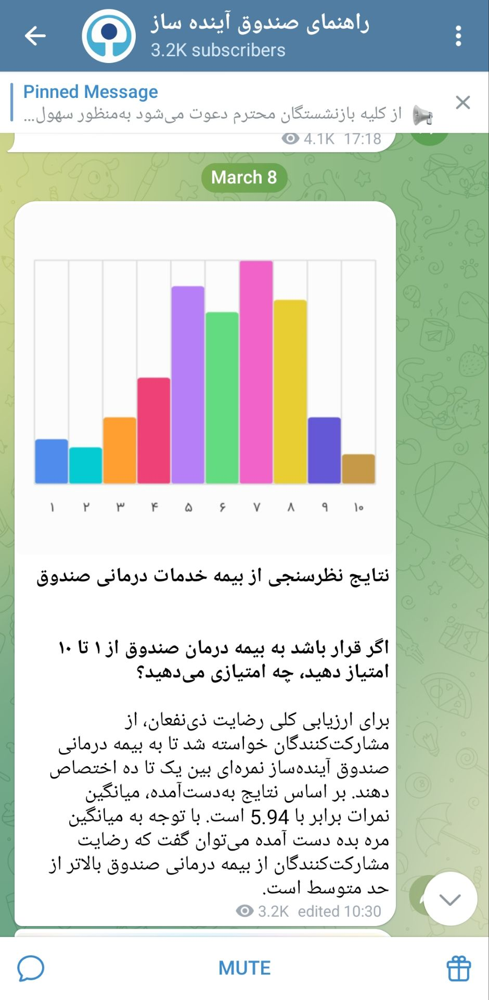 راهنمای صندوق آینده ساز
3.2K subscribers
Pinned Message
از کلیه بازنشستگان محترم دعوت می‌شود به‌منظور سهول...
4.1K 17:18
March 8
۱ ۲ ۳ ۴ ۵ ۶ ۷ ۸ ۹ ۱۰
نتایج نظرسنجی از بیمه خدمات درمانی صندوق
اگر قرار باشد به بیمه درمان صندوق از ۱ تا ۱۰
امتیاز دهید، چه امتیازی می‌دهید؟
برای ارزیابی کلی رضایت ذی‌نفعان، از
مشارکت‌کنندگان خواسته شد تا به بیمه درمانی
صندوق آینده‌ساز نمره‌ای بین یک تا ده اختصاص
دهند. بر اساس نتایج به‌دست‌آمده، میانگین
نمرات برابر با 5.94 است. با توجه به میانگین
مره بده دست آمده می‌توان گفت که رضایت
مشارکت‌کنندگان از بیمه درمانی صندوق بالاتر از
حد متوسط است.
3.2K edited 10:30
MUTE